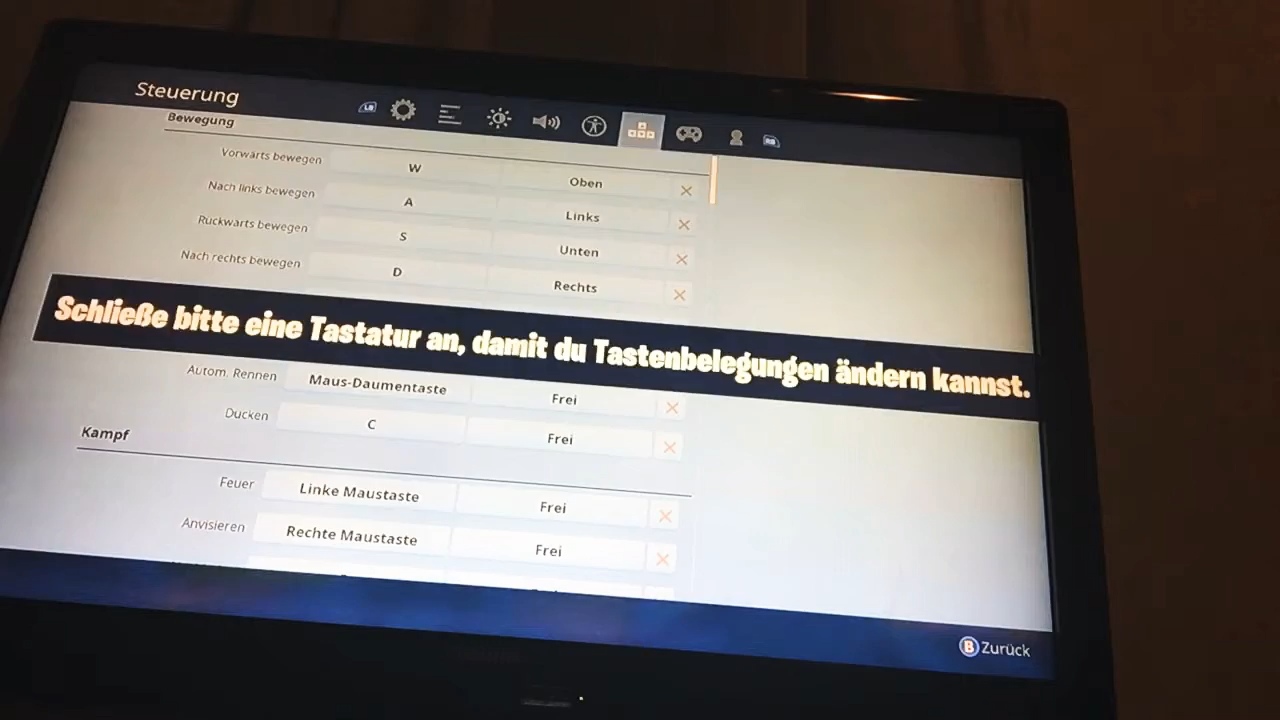 Steuerung
LB
RB
Bewegung
Vorwärts bewegen W Oben
Nach links bewegen A Links
Rückwärts bewegen S Unten
Nach rechts bewegen D Rechts
Schließe bitte eine Tastatur an, damit du Tastenbelegungen ändern kannst.
Autom. Rennen Maus-Daumentaste Frei
Ducken C Frei
Kampf
Feuer Linke Maustaste Frei
Anvisieren Rechte Maustaste Frei
B Zurück